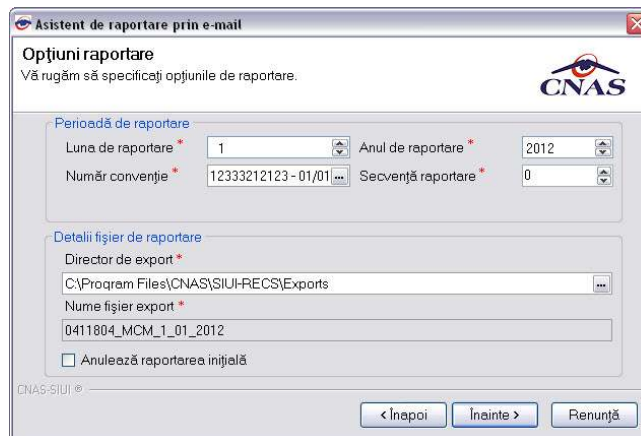 Asistent de raportare prin e-mail
Opţiuni raportare
Vă rugăm să specificaţi opţiunile de raportare.
CNAS
Perioadă de raportare
Luna de raportare * 1 Anul de raportare * 2012
Număr convenţie * 12333212123 - 01/01 ... Secvenţă raportare * 0
Detalii fişier de raportare
Director de export *
C:\Program Files\CNAS\SIUI-RECS\Exports ...
Nume fişier export *
0411804_MCM_1_01_2012
Anulează raportarea iniţială
CNAS-SIUI ®
< Înapoi Înainte > Renunţă